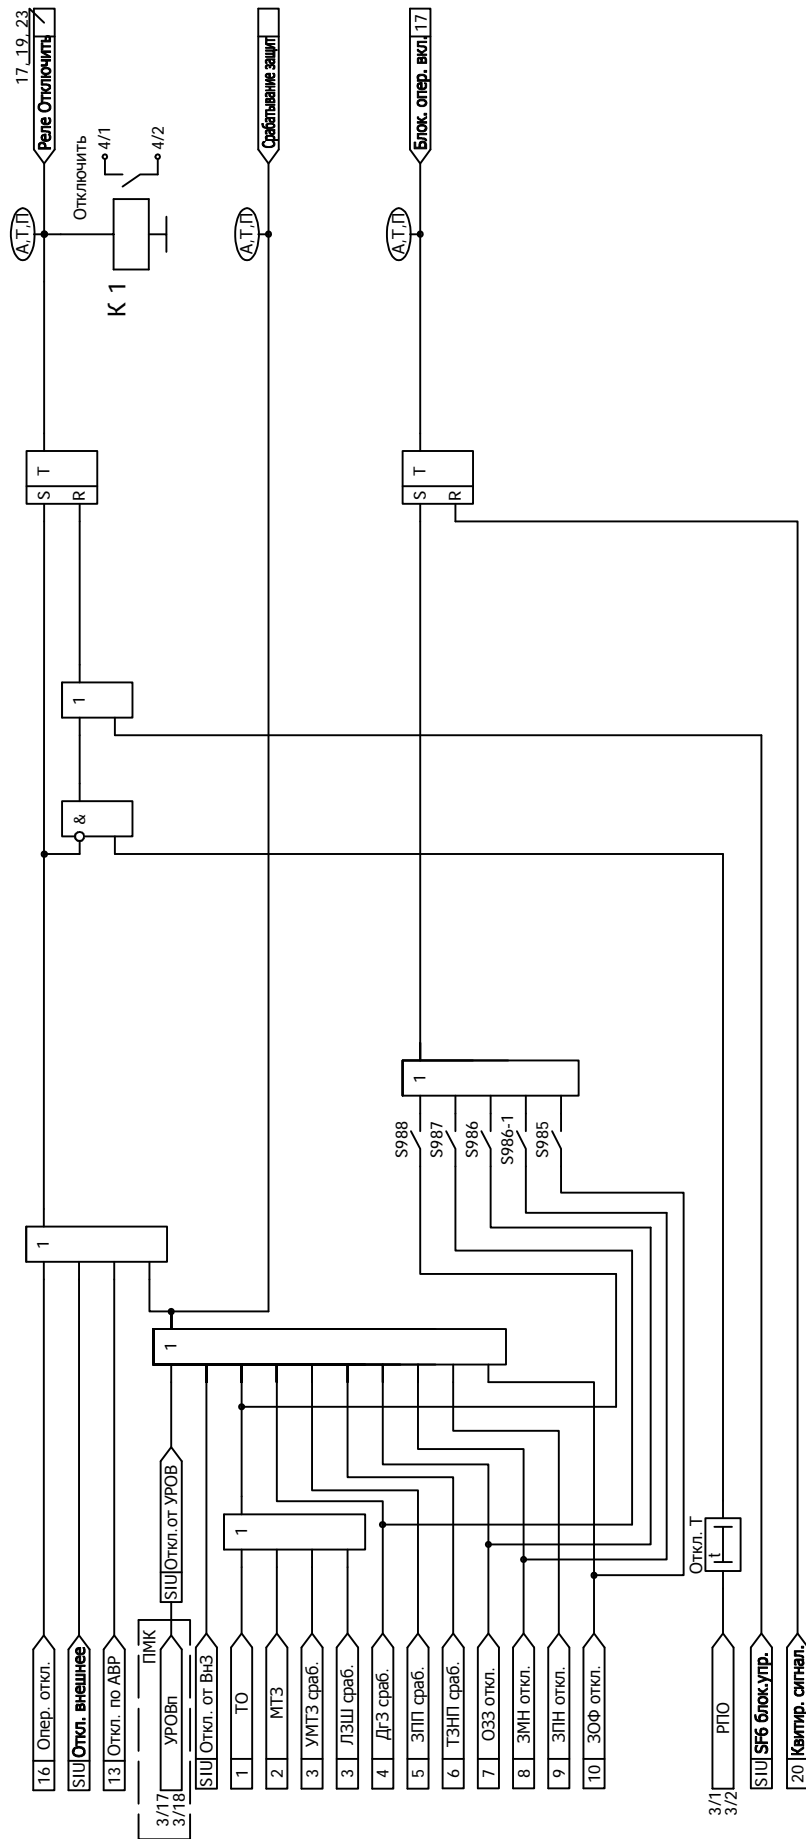 16 Опер. откл.
SIU Откл. внешнее
13 Откл. по АВР
ПМК
3/17
3/18
УРОВп
SIU Откл. от УРОВ
SIU Откл. от ВнЗ
1 ТО
2 МТЗ
3 УМТЗ сраб.
3 ЛЗШ сраб.
4 ДгЗ сраб.
5 ЗПП сраб.
6 ТЗНП сраб.
7 ОЗЗ откл.
8 ЗМН откл.
9 ЗПН откл.
10 ЗОФ откл.
3/1
3/2
РПО
Откл. Т
t
SIU SF6 блок.упр.
20 Квитир. сигнал.
1
1
1
S988
S987
S986
S986-1
S985
1
&
1
S T
R
S T
R
А,Т,П
К 1
Отключить
4/1
4/2
А,Т,П
А,Т,П
Реле Отключить
17, 19, 23
Срабатывание защит
Блок. опер. вкл. 17